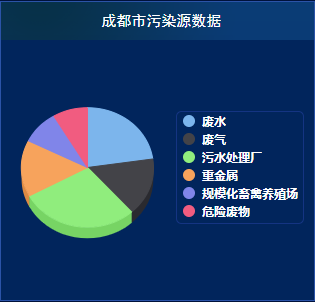 成都市污染源数据
废水
废气
污水处理厂
重金属
规模化畜禽养殖场
危险废物